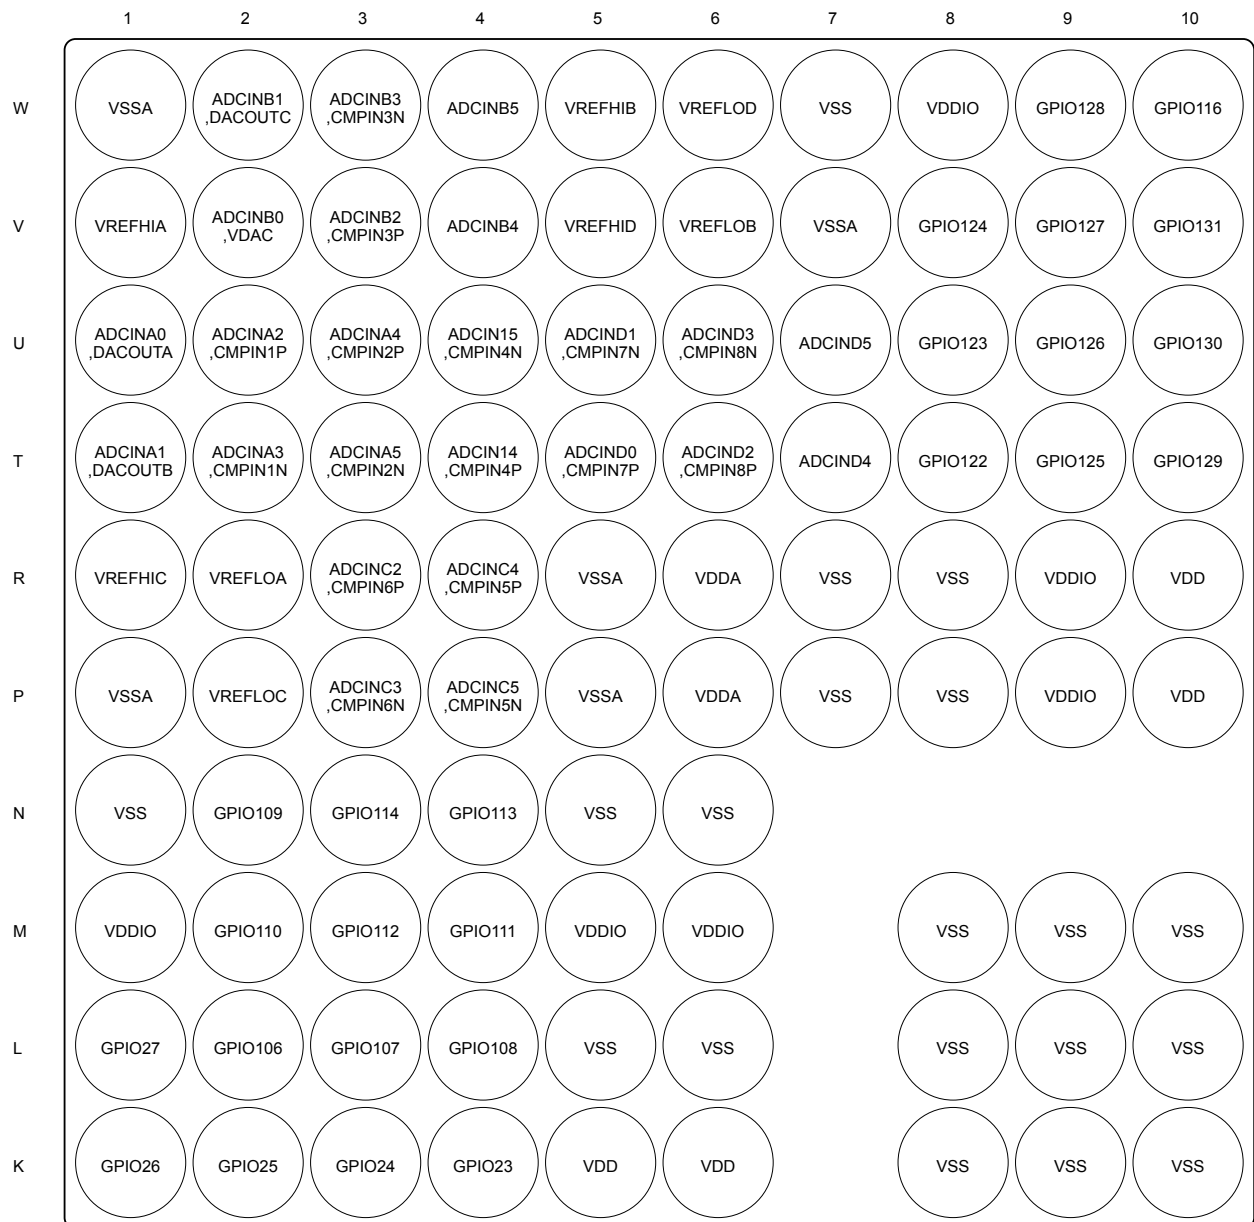 1 2 3 4 5 6 7 8 9 10
W VSSA ADCINB1 ,DACOUTC ADCINB3 ,CMPIN3N ADCINB5 VREFHIB VREFLOD VSS VDDIO GPIO128 GPIO116
V VREFHIA ADCINB0 ,VDAC ADCINB2 ,CMPIN3P ADCINB4 VREFHID VREFLOB VSSA GPIO124 GPIO127 GPIO131
U ADCINA0 ,DACOUTA ADCINA2 ,CMPIN1P ADCINA4 ,CMPIN2P ADCIN15 ,CMPIN4N ADCIND1 ,CMPIN7N ADCIND3 ,CMPIN8N ADCIND5 GPIO123 GPIO126 GPIO130
T ADCINA1 ,DACOUTB ADCINA3 ,CMPIN1N ADCINA5 ,CMPIN2N ADCIN14 ,CMPIN4P ADCIND0 ,CMPIN7P ADCIND2 ,CMPIN8P ADCIND4 GPIO122 GPIO125 GPIO129
R VREFHIC VREFLOA ADCINC2 ,CMPIN6P ADCINC4 ,CMPIN5P VSSA VDDA VSS VSS VDDIO VDD
P VSSA VREFLOC ADCINC3 ,CMPIN6N ADCINC5 ,CMPIN5N VSSA VDDA VSS VSS VDDIO VDD
N VSS GPIO109 GPIO114 GPIO113 VSS VSS
M VDDIO GPIO110 GPIO112 GPIO111 VDDIO VDDIO VSS VSS VSS
L GPIO27 GPIO106 GPIO107 GPIO108 VSS VSS VSS VSS VSS
K GPIO26 GPIO25 GPIO24 GPIO23 VDD VDD VSS VSS VSS